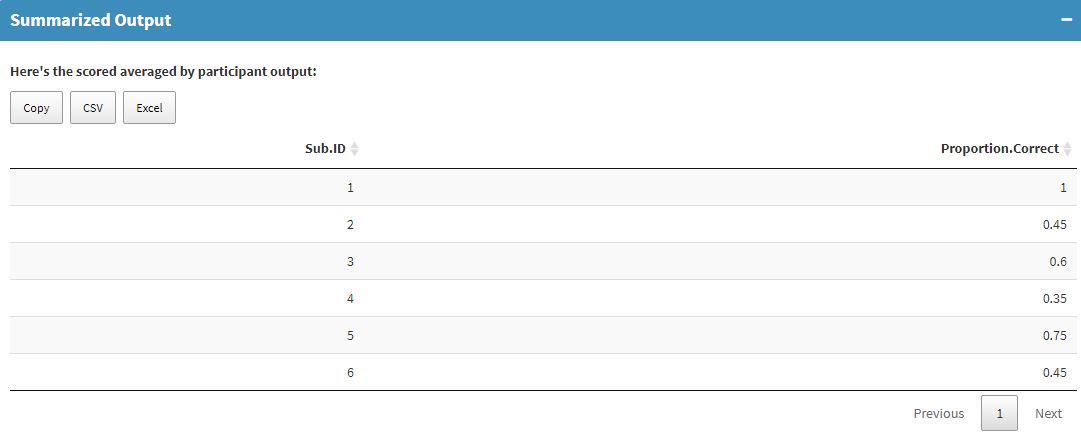 Summarized Output
Here's the scored averaged by participant output:
Copy CSV Excel
Sub.ID Proportion.Correct
1 1
2 0.45
3 0.6
4 0.35
5 0.75
6 0.45
Previous 1 Next